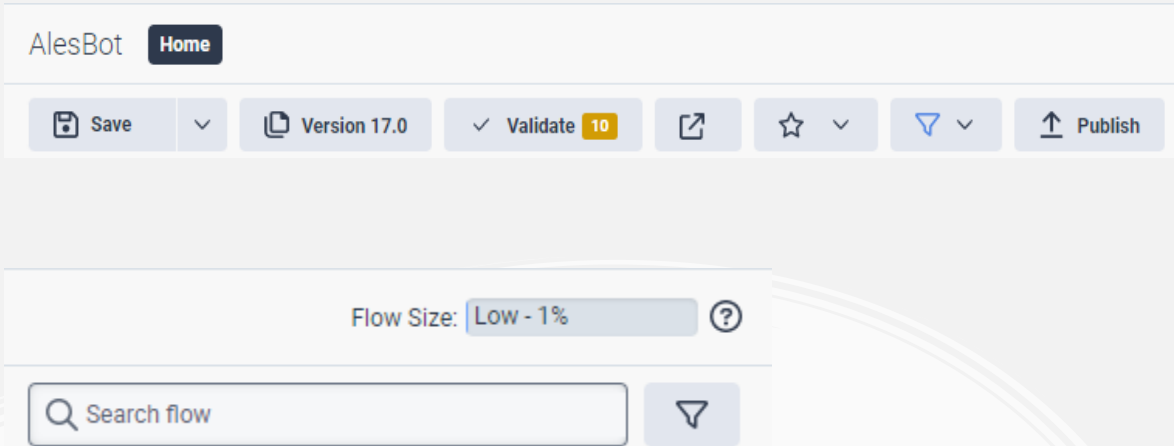 AlesBot Home
Save Version 17.0 Validate 10 Publish
Flow Size: Low - 1%
Search flow